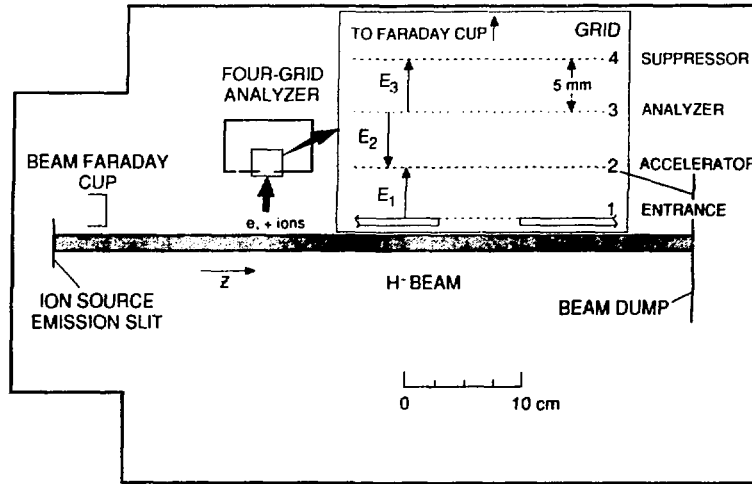 TO FARADAY CUP
GRID
4 SUPPRESSOR
E3
5 mm
3 ANALYZER
E2
2 ACCELERATOR
E1
1 ENTRANCE
FOUR-GRID
ANALYZER
BEAM FARADAY
CUP
e, + ions
Z
H- BEAM
ION SOURCE
EMISSION SLIT
BEAM DUMP
0 10 cm